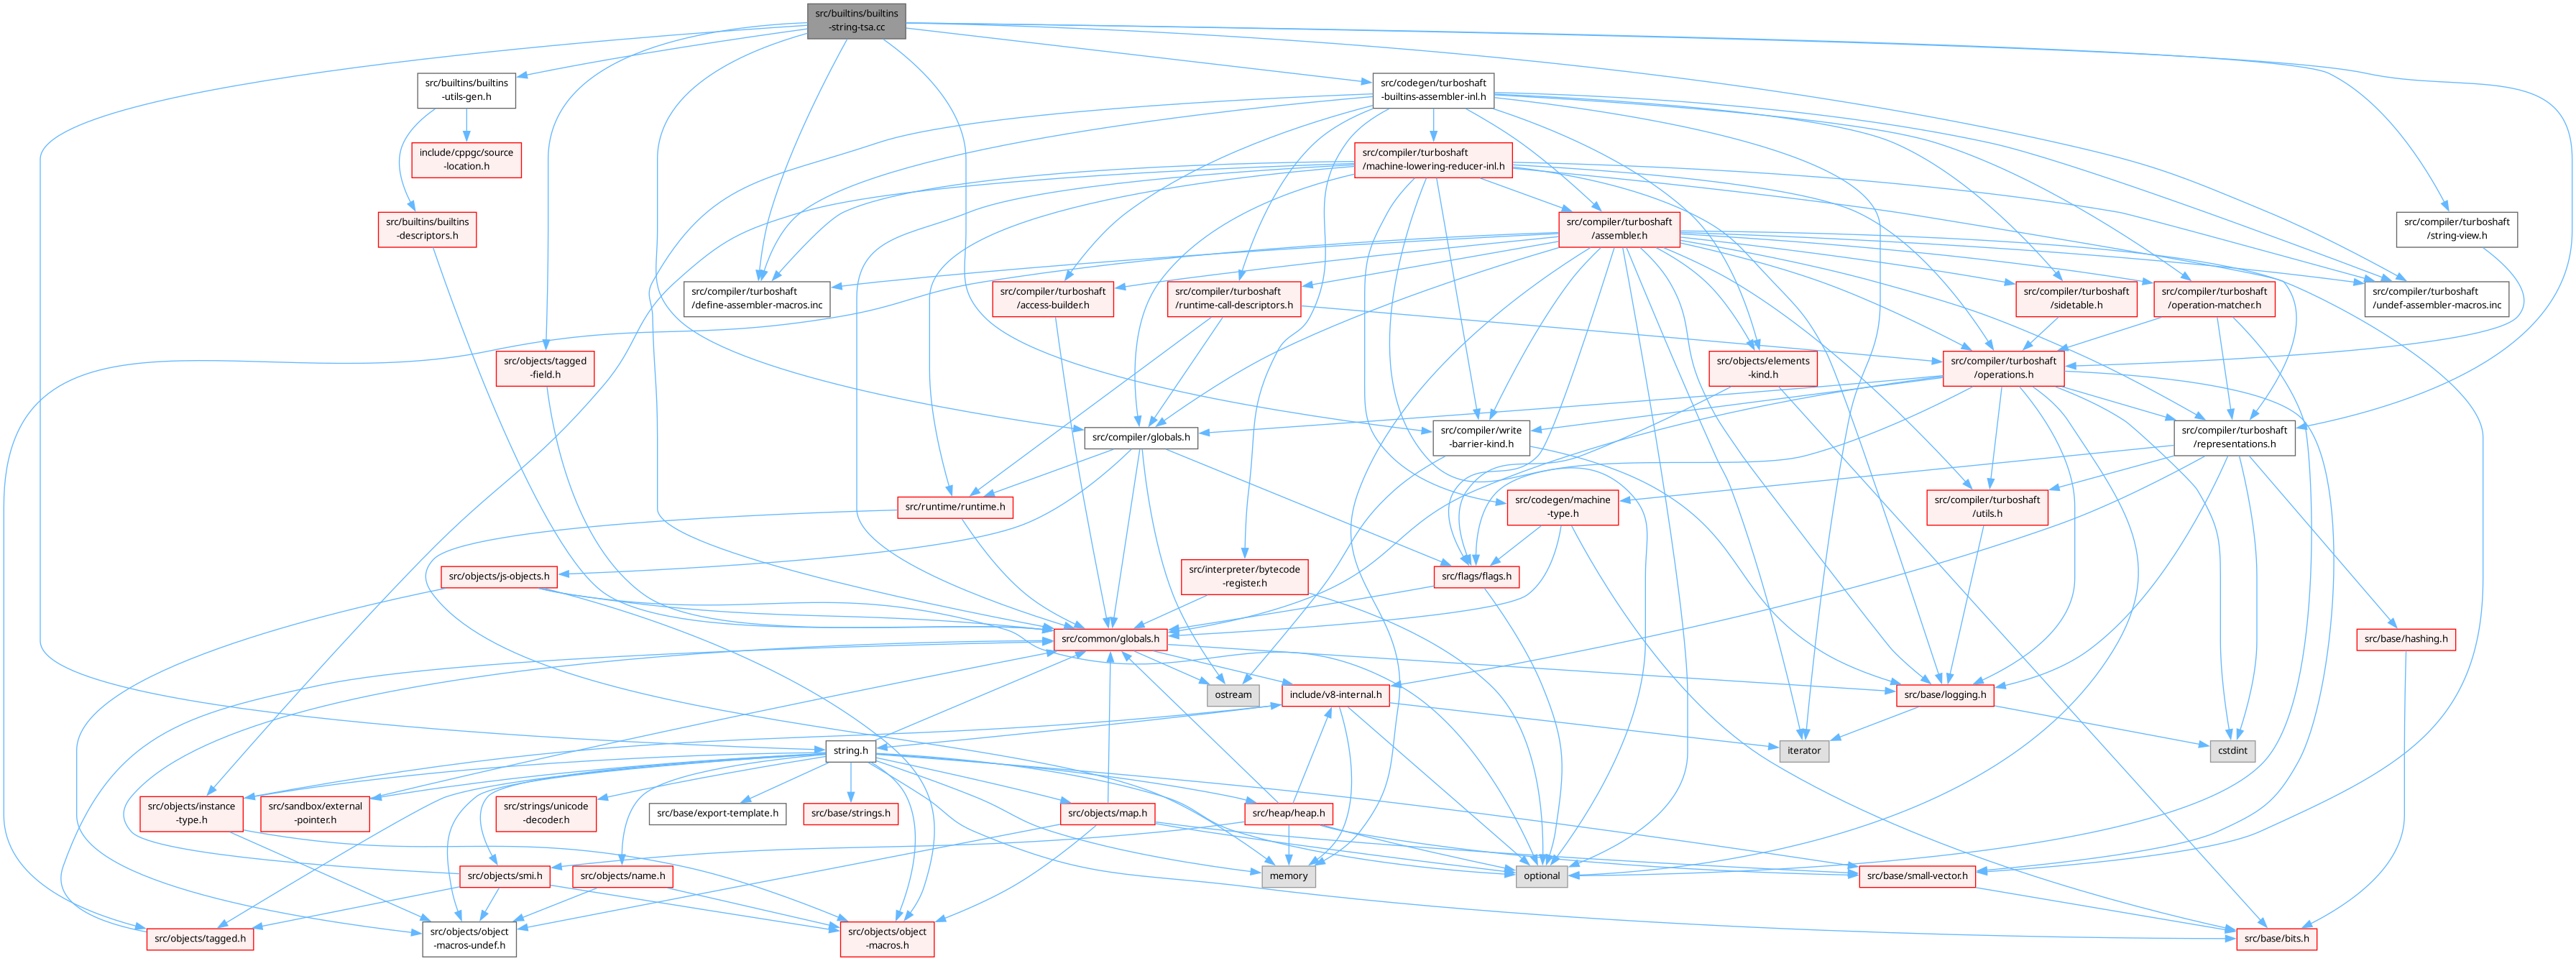 src/builtins/builtins
-string-tsa.cc
src/builtins/builtins
-utils-gen.h
src/codegen/turboshaft
-builtins-assembler-inl.h
include/cppgc/source
-location.h
src/compiler/turboshaft
/machine-lowering-reducer-inl.h
src/builtins/builtins
-descriptors.h
src/compiler/turboshaft
/assembler.h
src/compiler/turboshaft
/string-view.h
src/compiler/turboshaft
/define-assembler-macros.inc
src/compiler/turboshaft
/access-builder.h
src/compiler/turboshaft
/runtime-call-descriptors.h
src/compiler/turboshaft
/sidetable.h
src/compiler/turboshaft
/operation-matcher.h
src/compiler/turboshaft
/undef-assembler-macros.inc
src/objects/tagged
-field.h
src/objects/elements
-kind.h
src/compiler/turboshaft
/operations.h
src/compiler/globals.h
src/compiler/write
-barrier-kind.h
src/compiler/turboshaft
/representations.h
src/runtime/runtime.h
src/codegen/machine
-type.h
src/compiler/turboshaft
/utils.h
src/objects/js-objects.h
src/interpreter/bytecode
-register.h
src/flags/flags.h
src/common/globals.h
src/base/hashing.h
ostream
include/v8-internal.h
src/base/logging.h
string.h
iterator
cstdint
src/objects/instance
-type.h
src/sandbox/external
-pointer.h
src/strings/unicode
-decoder.h
src/base/export-template.h
src/base/strings.h
src/objects/map.h
src/heap/heap.h
src/objects/smi.h
src/objects/name.h
memory
optional
src/base/small-vector.h
src/objects/tagged.h
src/objects/object
-macros-undef.h
src/objects/object
-macros.h
src/base/bits.h